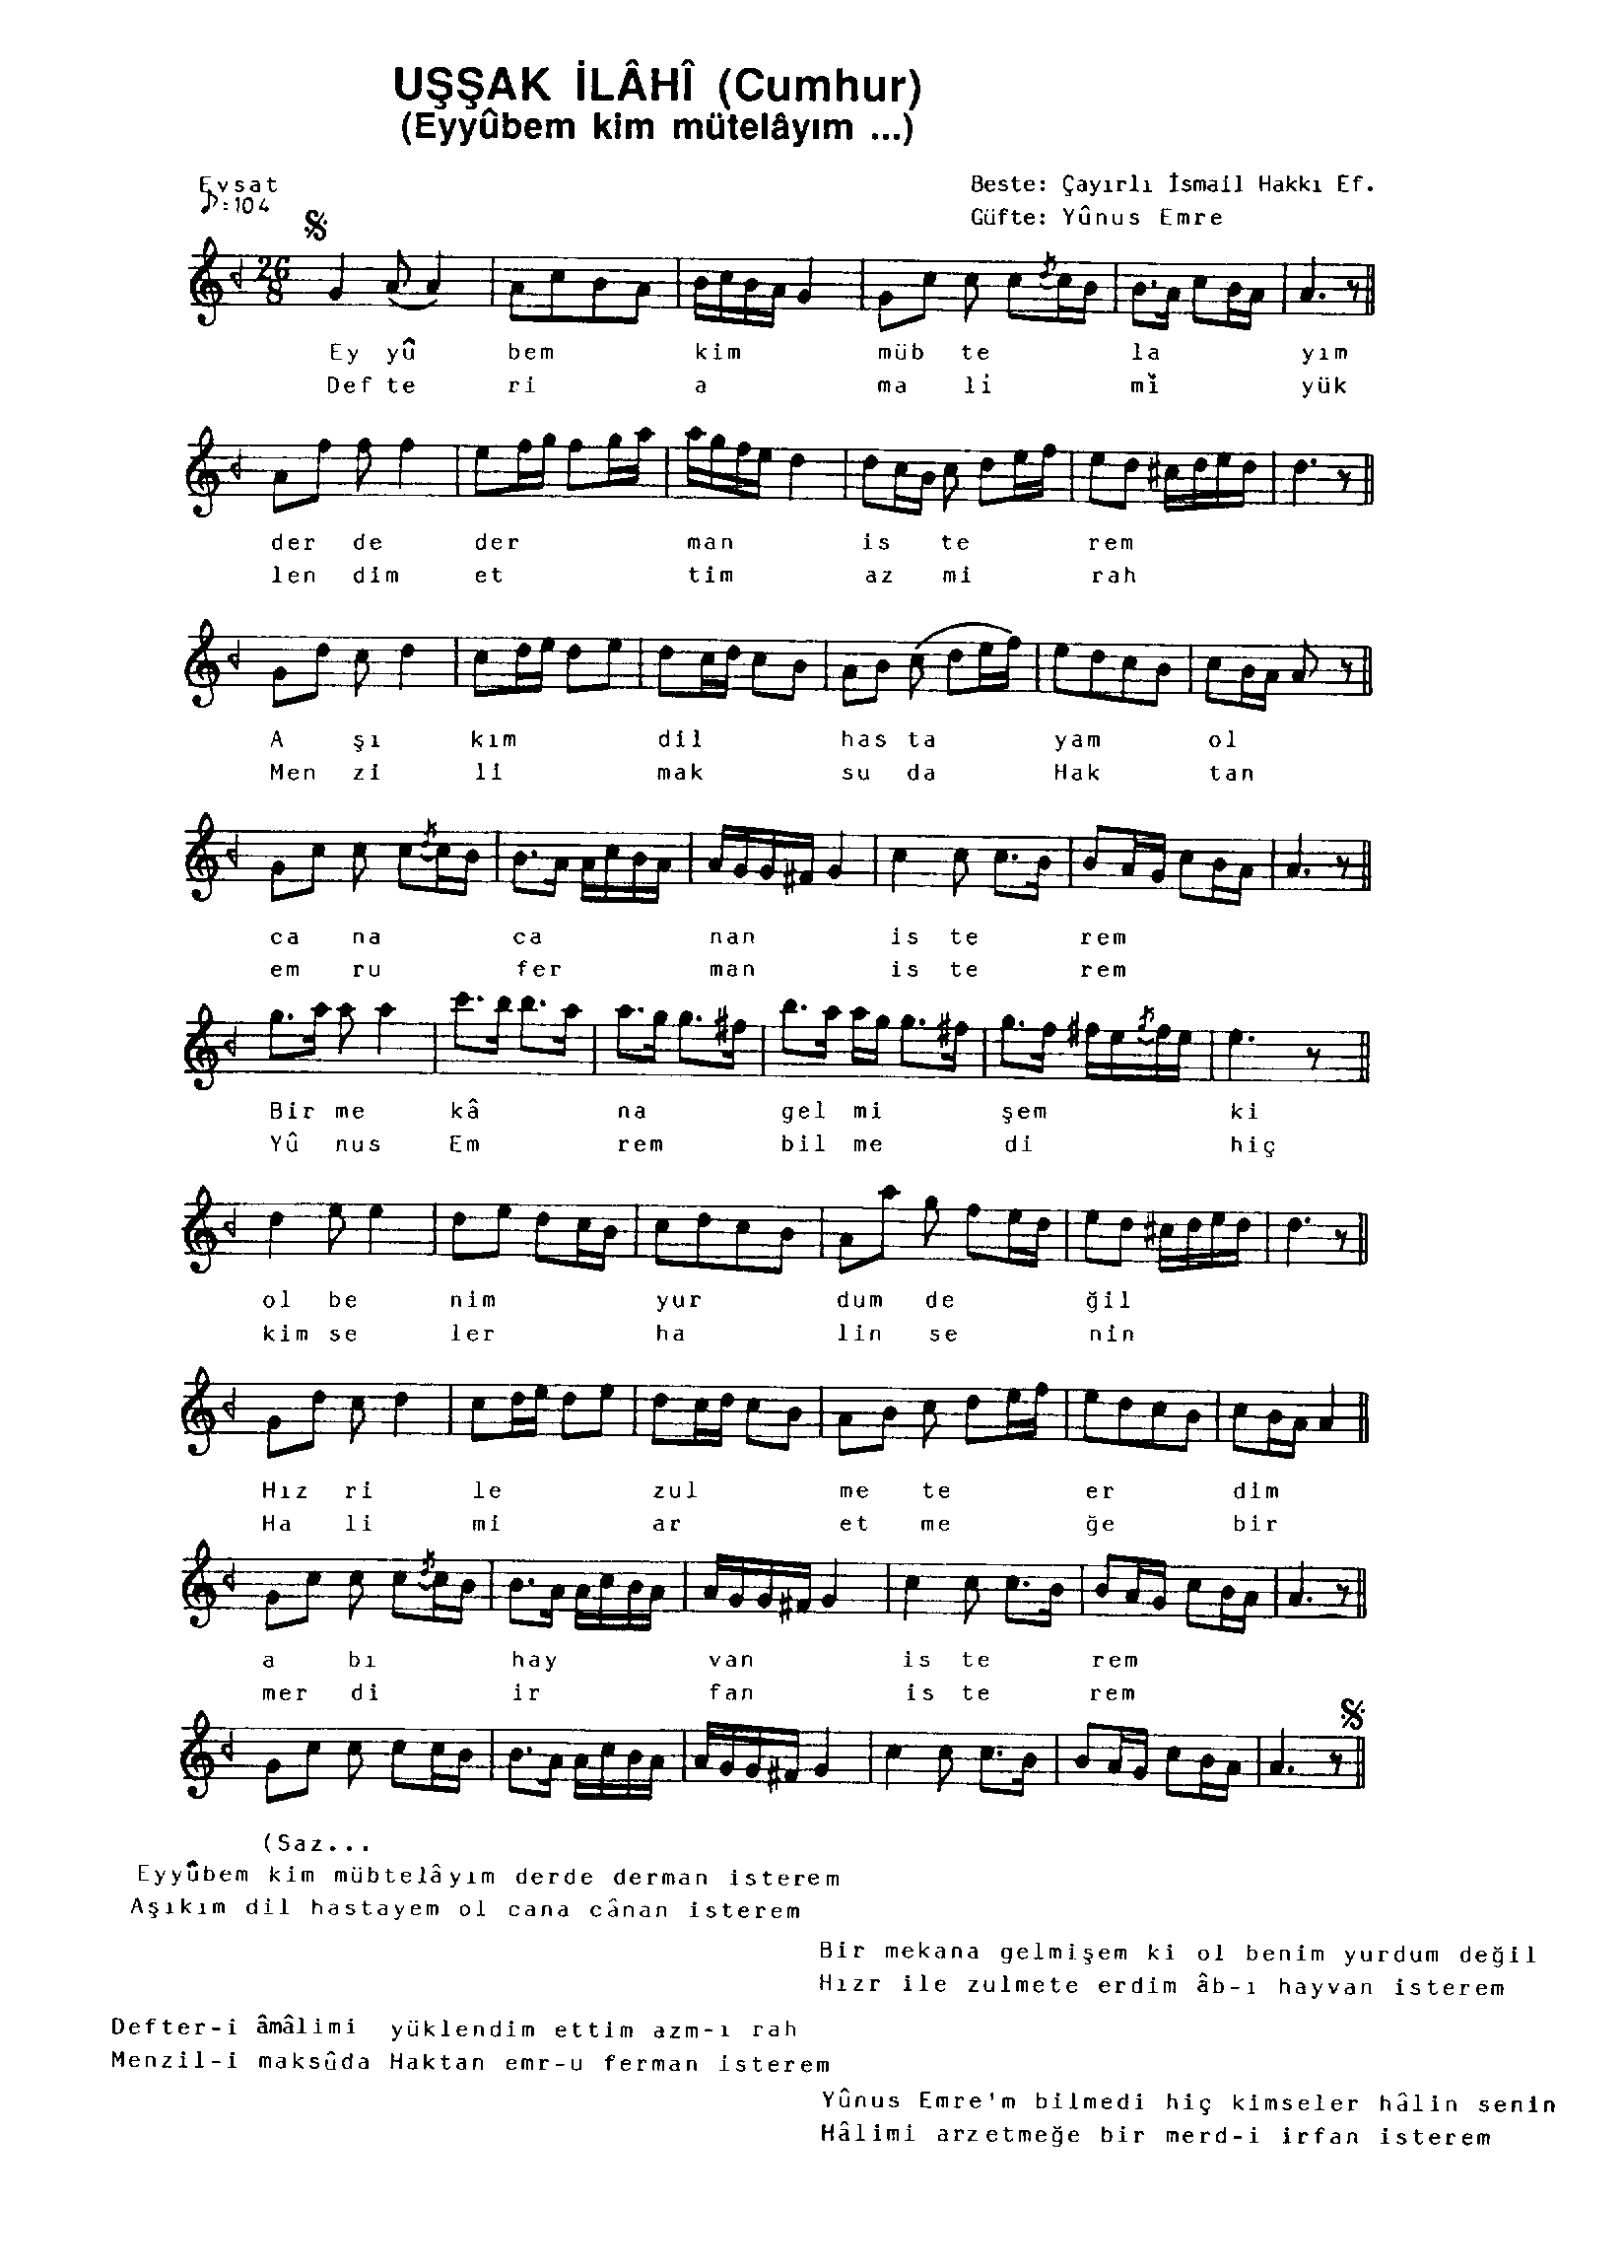 UŞŞAK İLÂHÎ (Cumhur)
(Eyyûbem kim mütelâyım ...)
Evsat
♪=104
Beste: Çayırlı İsmail Hakkı Ef.
Güfte: Yûnus Emre
26
8
Ey yû bem kim müb te la yım
Def te ri a ma li mi yük
der de der man is te rem
len dim et tim az mi rah
A şı kım dil has ta yam ol
Men zi li mak su da Hak tan
ca na ca nan is te rem
em ru fer man is te rem
Bir me kâ na gel mi şem ki
Yû nus Em rem bil me di hiç
ol be nim yur dum de ğil
kim se ler ha lin se nin
Hız ri le zul me te er dim
Ha li mi ar et me ğe bir
a bı hay van is te rem
mer di ir fan is te rem
(Saz...
Eyyûbem kim mübtelâyım derde derman isterem
Aşıkım dil hastayem ol cana cânan isterem
Bir mekana gelmişem ki ol benim yurdum değil
Hızr ile zulmete erdim âb-ı hayvan isterem
Defter-i âmâlimi yüklendim ettim azm-ı rah
Menzil-i maksûda Haktan emr-u ferman isterem
Yûnus Emre'm bilmedi hiç kimseler hâlin senin
Hâlimi arzetmeğe bir merd-i irfan isterem